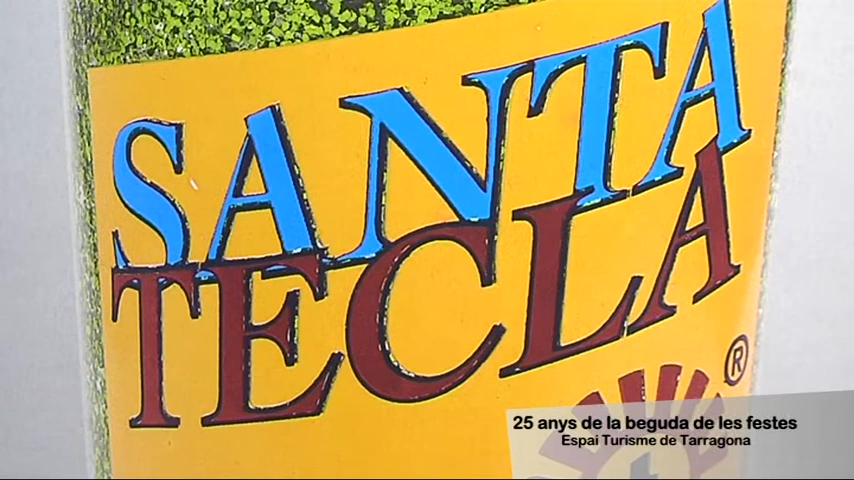 SANTA
TECLA
®
25 anys de la beguda de les festes
Espai Turisme de Tarragona